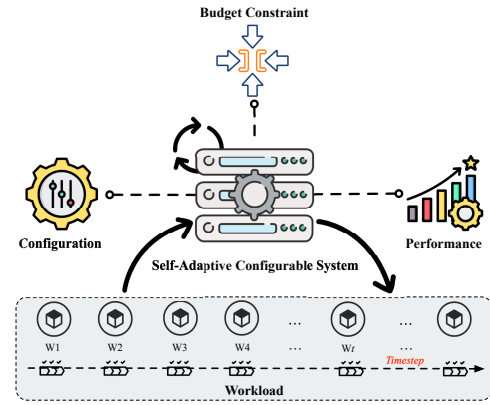 Budget Constraint
Configuration
Performance
Self-Adaptive Configurable System
W1 W2 W3 W4 ... Wt ...
Timestep
Workload